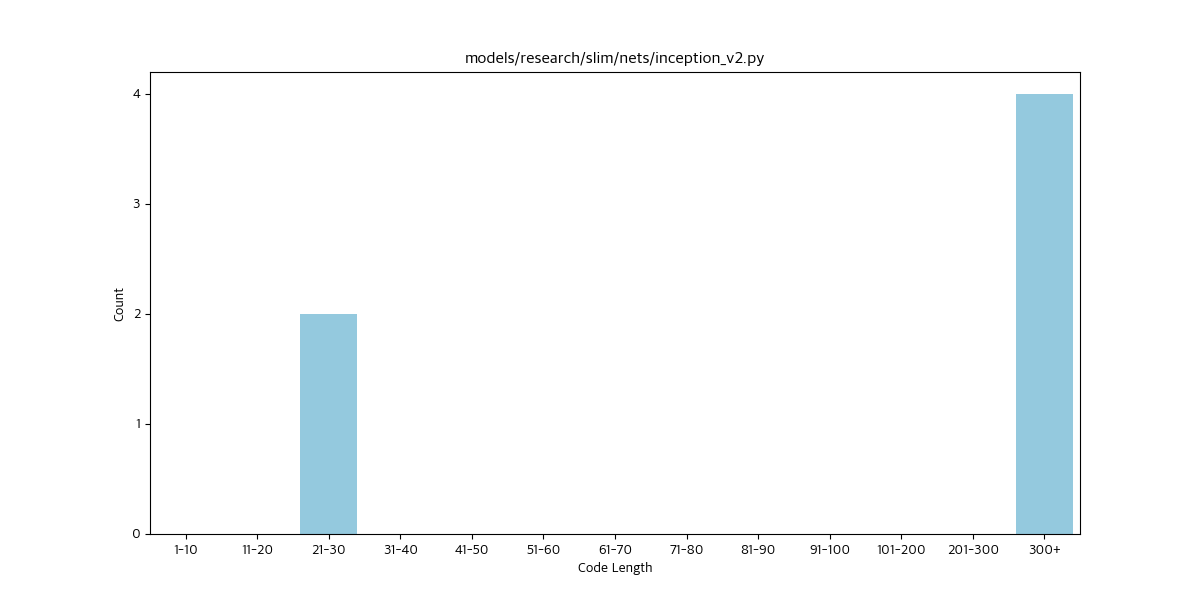 models/research/slim/nets/inception_v2.py
4
3
2
1
0
Count
1-10 11-20 21-30 31-40 41-50 51-60 61-70 71-80 81-90 91-100 101-200 201-300 300+
Code Length